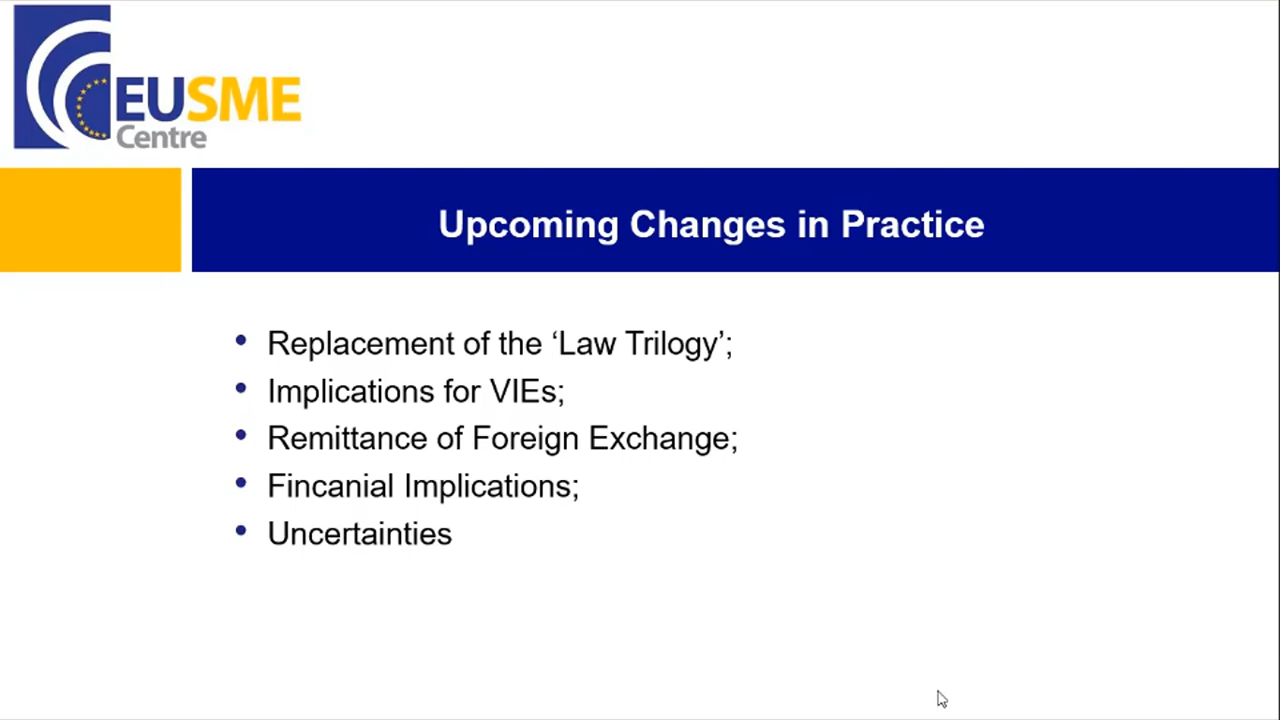 EUSME
Centre
Upcoming Changes in Practice
• Replacement of the ‘Law Trilogy’;
• Implications for VIEs;
• Remittance of Foreign Exchange;
• Fincanial Implications;
• Uncertainties